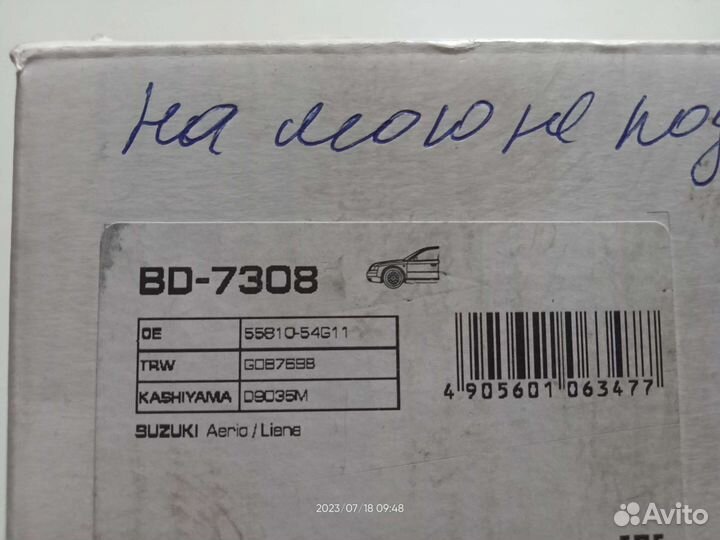 на мою не под
BD-7308
OE 55810-54G11
TRW GDB7698
KASHIYAMA D9035M
SUZUKI Aerio / Liana
4 905601 063477
2023/07/18 09:48
Avito